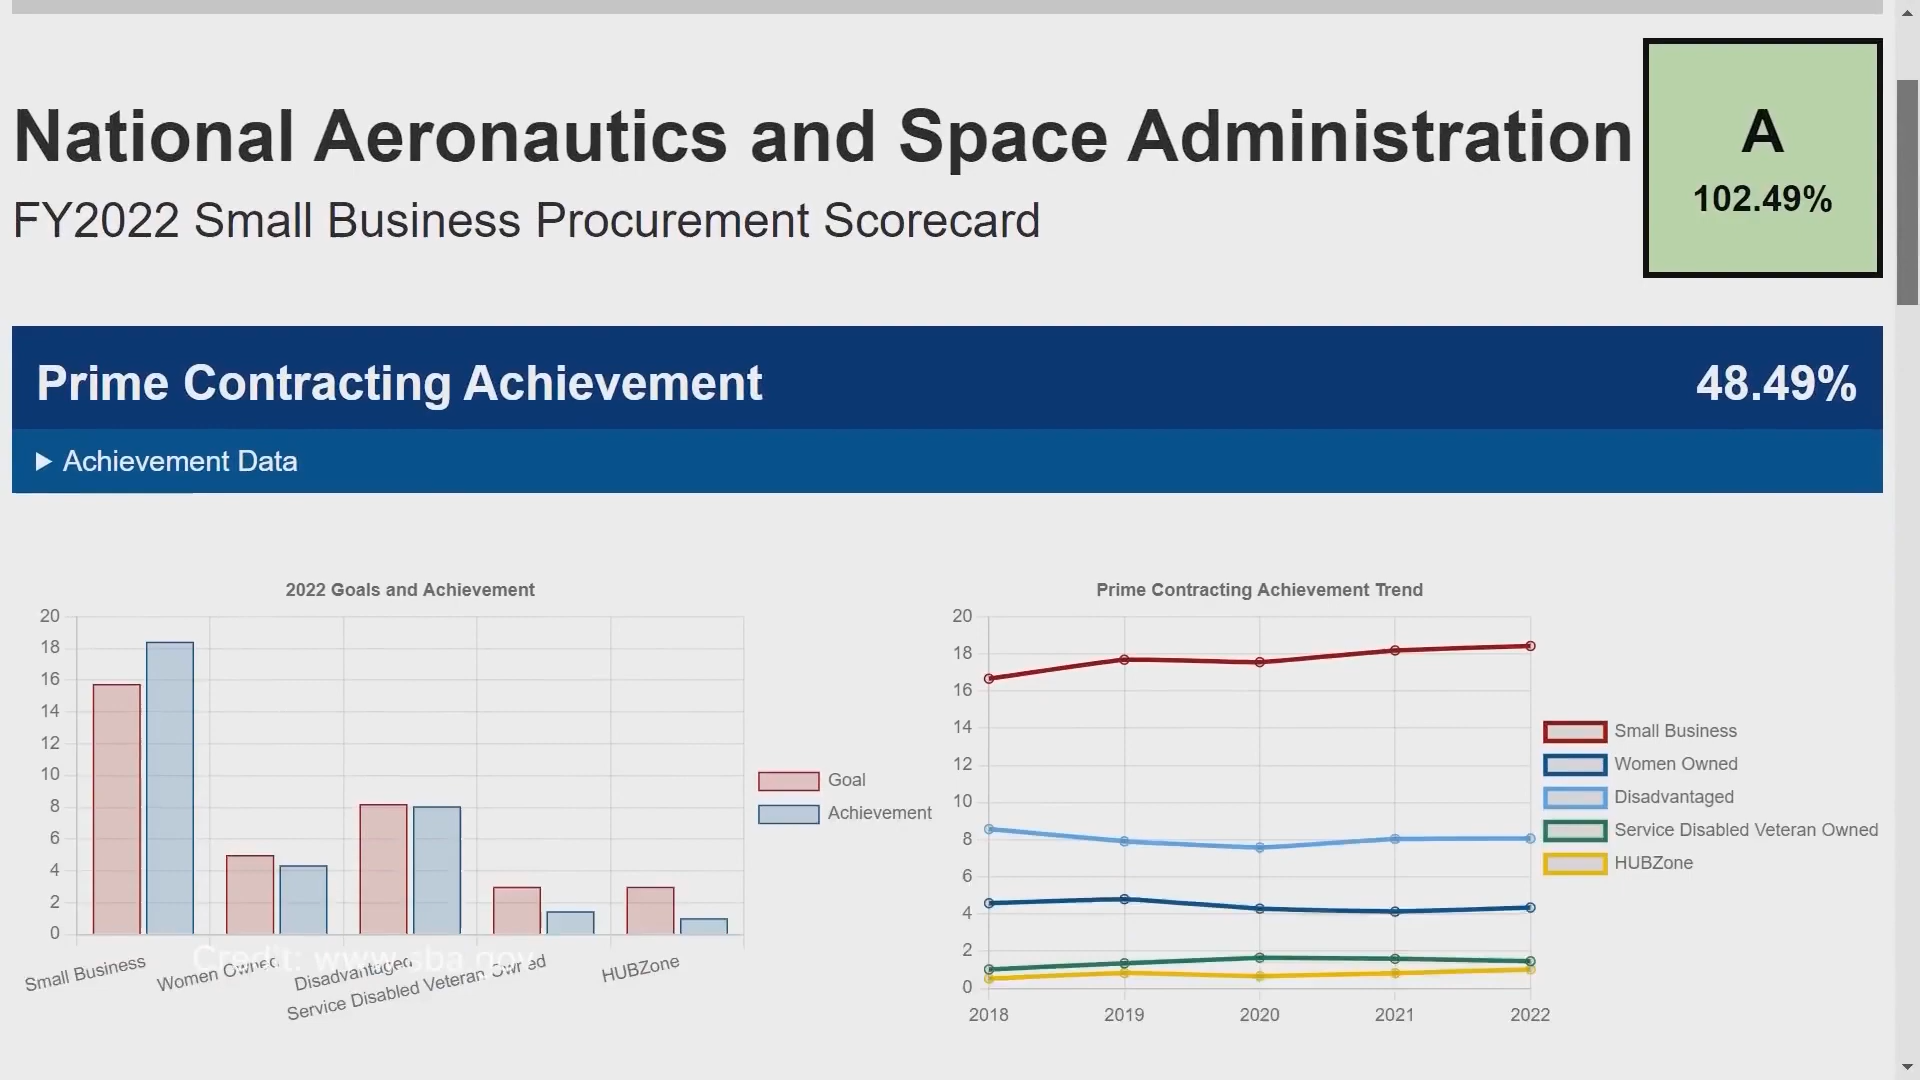 National Aeronautics and Space Administration
FY2022 Small Business Procurement Scorecard
A
102.49%
Prime Contracting Achievement
48.49%
▶ Achievement Data
2022 Goals and Achievement
20
18
16
14
12
10
8
6
4
2
0
Small Business
Women Owned
Disadvantaged
Service Disabled Veteran Owned
HUBZone
Goal
Achievement
Credit: www.sba.gov
Prime Contracting Achievement Trend
20
18
16
14
12
10
8
6
4
2
0
2018
2019
2020
2021
2022
Small Business
Women Owned
Disadvantaged
Service Disabled Veteran Owned
HUBZone